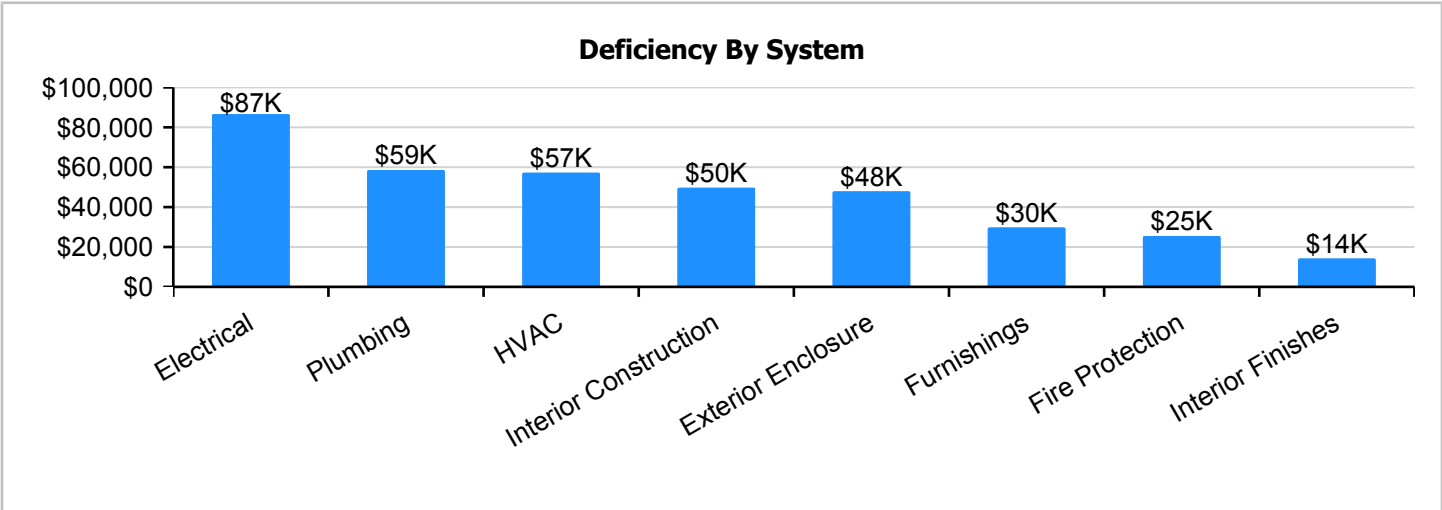 Deficiency By System
$100,000
$80,000
$60,000
$40,000
$20,000
$0
$87K
$59K
$57K
$50K
$48K
$30K
$25K
$14K
Electrical
Plumbing
HVAC
Interior Construction
Exterior Enclosure
Furnishings
Fire Protection
Interior Finishes